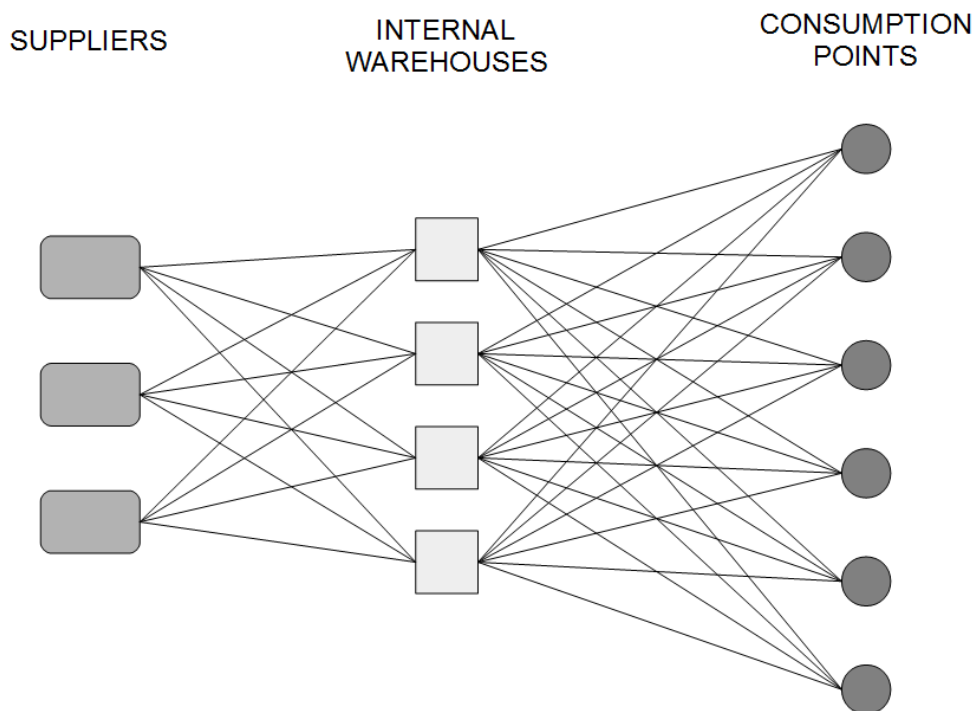 SUPPLIERS
INTERNAL
WAREHOUSES
CONSUMPTION
POINTS